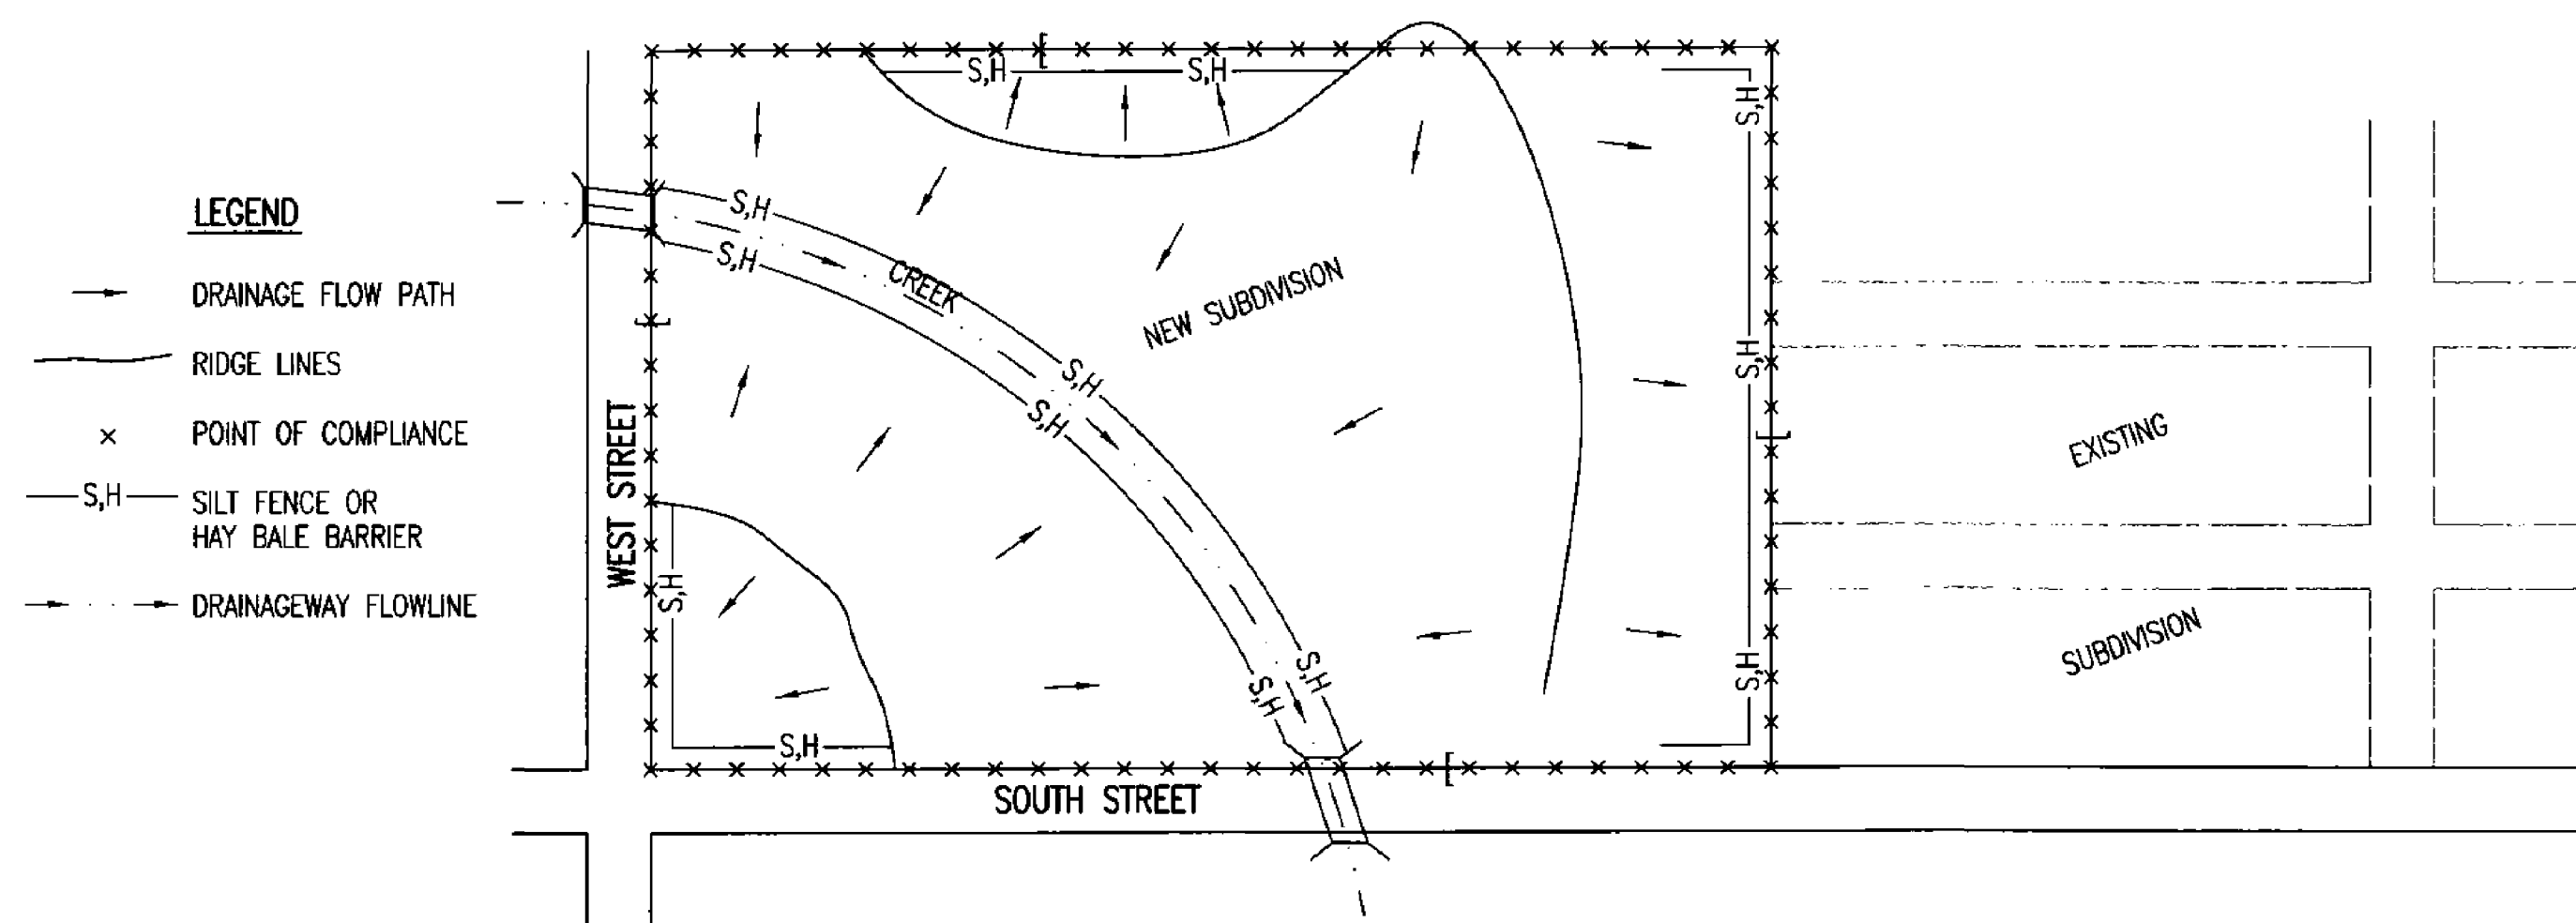 LEGEND
DRAINAGE FLOW PATH
RIDGE LINES
× POINT OF COMPLIANCE
S,H SILT FENCE OR
HAY BALE BARRIER
DRAINAGEWAY FLOWLINE
S,H
S,H
S,H
S,H
S,H
CREEK
NEW SUBDIVISION
S,H
S,H
S,H
WEST STREET
S,H
S,H
S,H
S,H
S,H
SOUTH STREET
EXISTING
SUBDIVISION